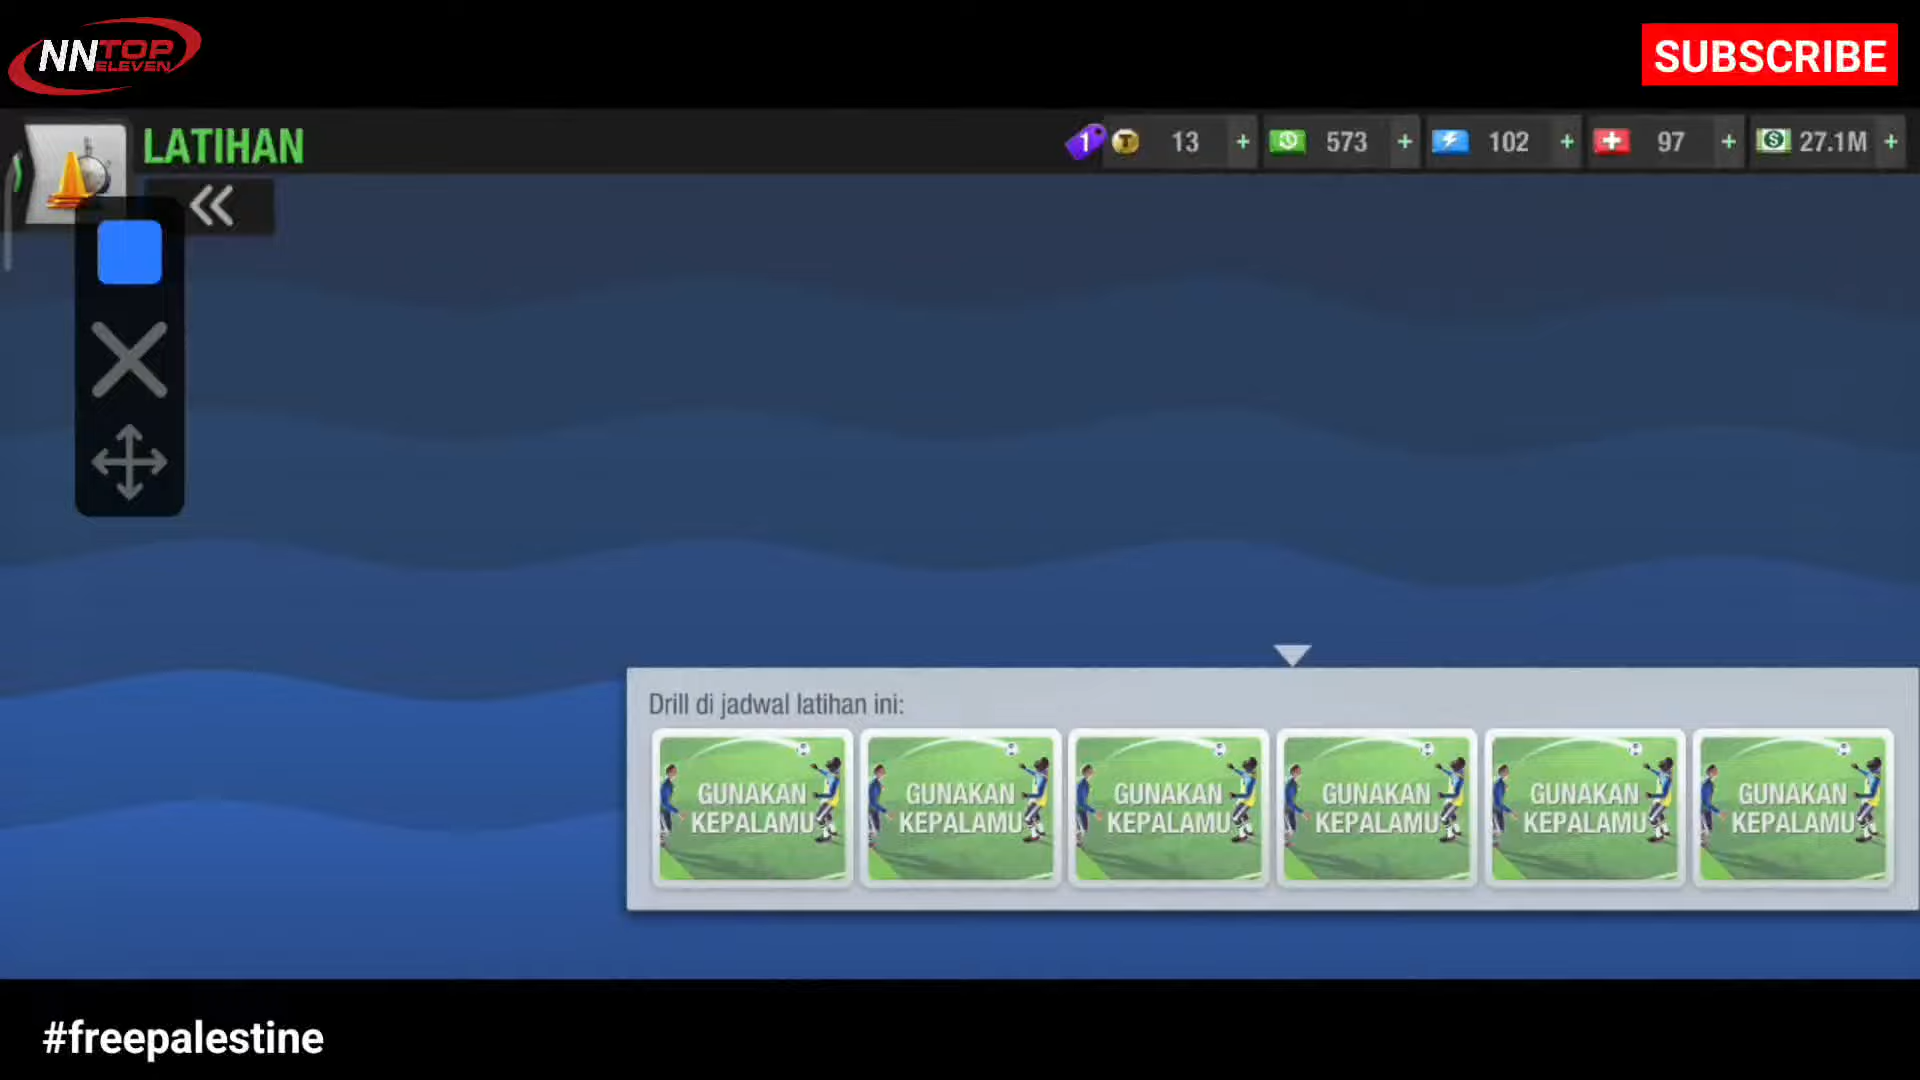 NNTOP
ELEVEN
SUBSCRIBE
LATIHAN
1
T
13 +
573 +
102 +
97 +
27.1M +
Drill di jadwal latihan ini:
GUNAKAN
KEPALAMU
GUNAKAN
KEPALAMU
GUNAKAN
KEPALAMU
GUNAKAN
KEPALAMU
GUNAKAN
KEPALAMU
GUNAKAN
KEPALAMU
#freepalestine